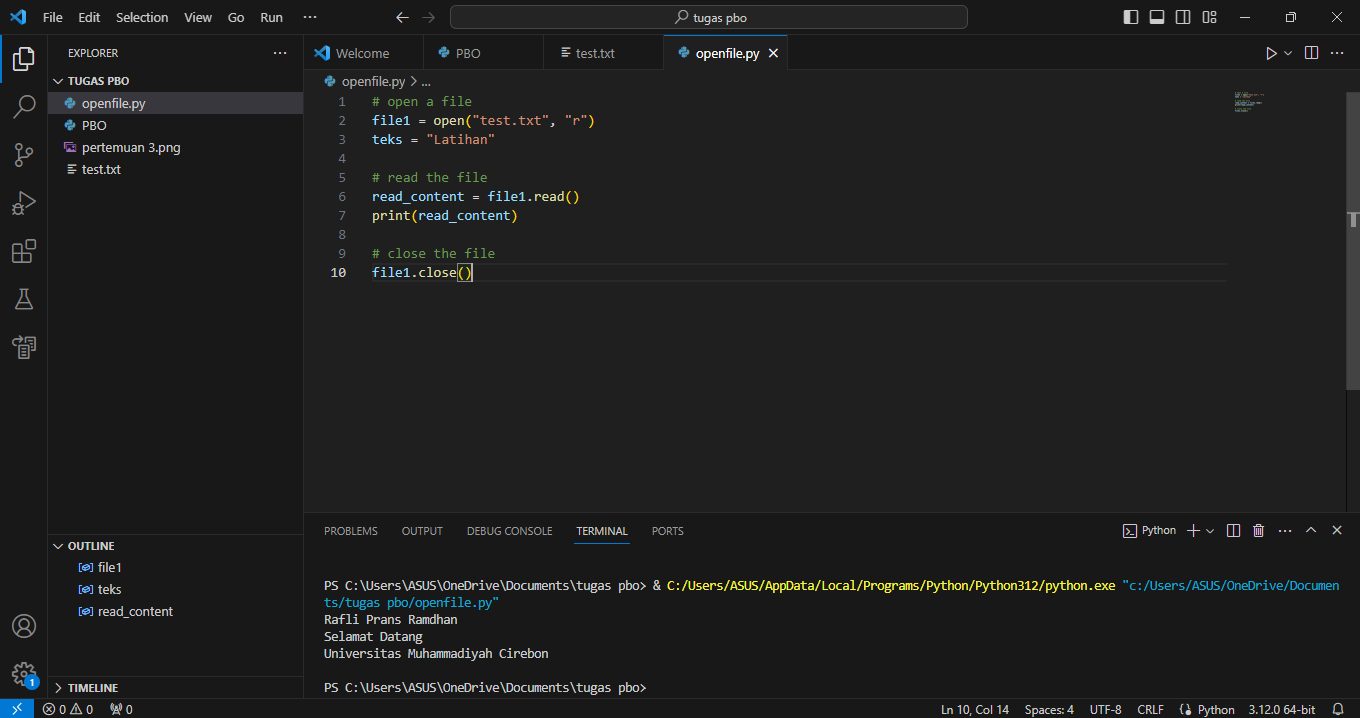 File Edit Selection View Go Run ··· tugas pbo
EXPLORER ···
TUGAS PBO
openfile.py
PBO
pertemuan 3.png
test.txt
OUTLINE
file1
teks
read_content
TIMELINE
1
Welcome PBO test.txt openfile.py
openfile.py > ...
1 # open a file
2 file1 = open("test.txt", "r")
3 teks = "Latihan"
4
5 # read the file
6 read_content = file1.read()
7 print(read_content)
8
9 # close the file
10 file1.close()
PROBLEMS OUTPUT DEBUG CONSOLE TERMINAL PORTS Python
PS C:\Users\ASUS\OneDrive\Documents\tugas pbo> & C:/Users/ASUS/AppData/Local/Programs/Python/Python312/python.exe "c:/Users/ASUS/OneDrive/Documen
ts/tugas pbo/openfile.py"
Rafli Prans Ramdhan
Selamat Datang
Universitas Muhammadiyah Cirebon
PS C:\Users\ASUS\OneDrive\Documents\tugas pbo>
0 0 0 Ln 10, Col 14 Spaces: 4 UTF-8 CRLF Python 3.12.0 64-bit